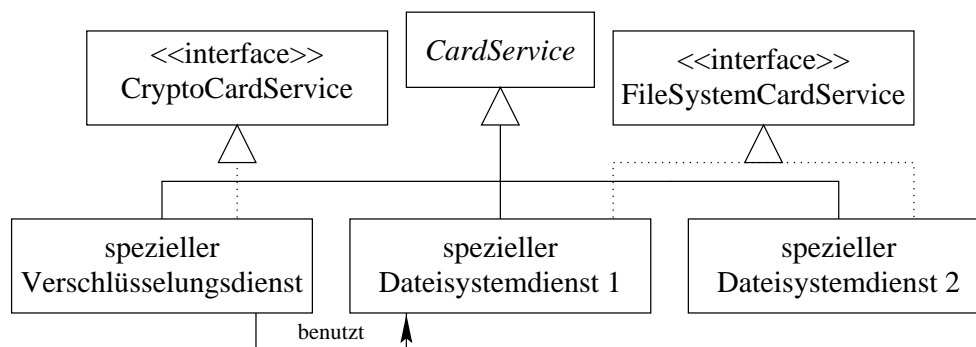 <<interface>>
CryptoCardService
CardService
<<interface>>
FileSystemCardService
spezieller
Verschlüsselungsdienst
spezieller
Dateisystemdienst 1
spezieller
Dateisystemdienst 2
benutzt